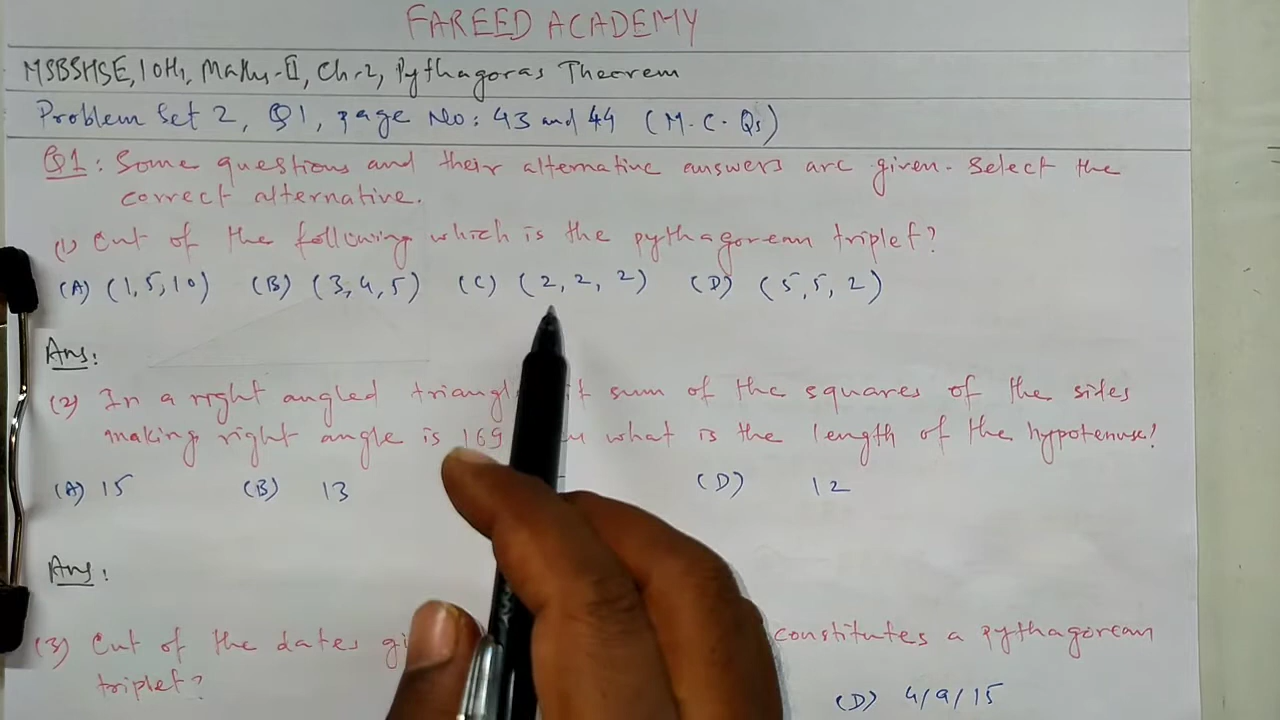 FAREED ACADEMY
MSBSHSE, 10th, Maths-II, Ch-2, Pythagoras Theorem
Problem Set 2, Q1, page No: 43 and 44 (M.C.Qs)
Q1: Some questions and their alternative answers are given. Select the
correct alternative.
(1) Out of the following which is the pythagorean triplet?
(A) (1,5,10) (B) (3,4,5) (C) (2,2,2) (D) (5,5,2)
Ans:
(2) In a right angled sum of the squares of the sides
making right angle is 169 what is the length of the hypotenuse?
(A) 15 (B) 13 (D) 12
Ans:
(3) Out of the dates constitutes a pythagorean
triplet?
(D) 4/9/15